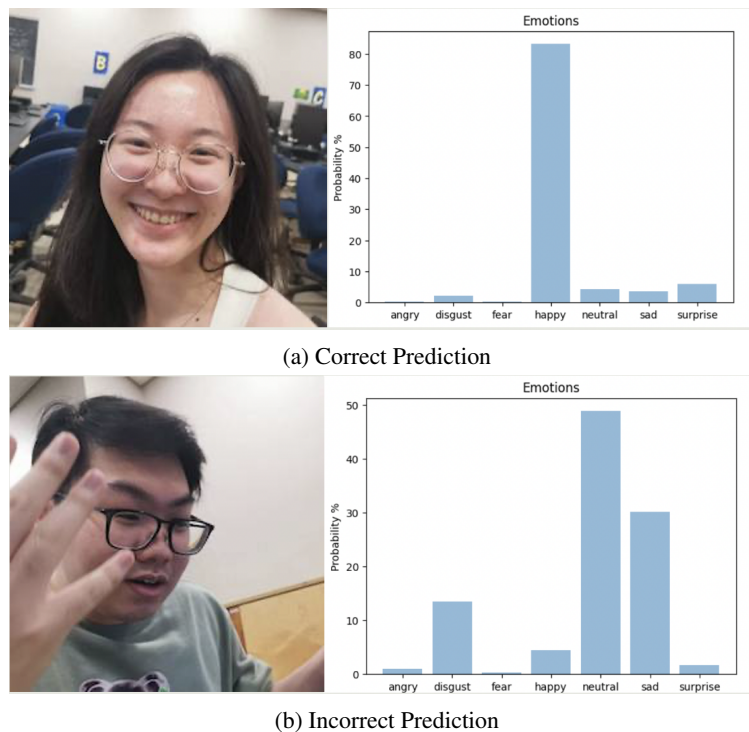 B
C
Emotions
Probability %
80
70
60
50
40
30
20
10
0
angry disgust fear happy neutral sad surprise
(a) Correct Prediction
Emotions
Probability %
50
40
30
20
10
0
angry disgust fear happy neutral sad surprise
(b) Incorrect Prediction